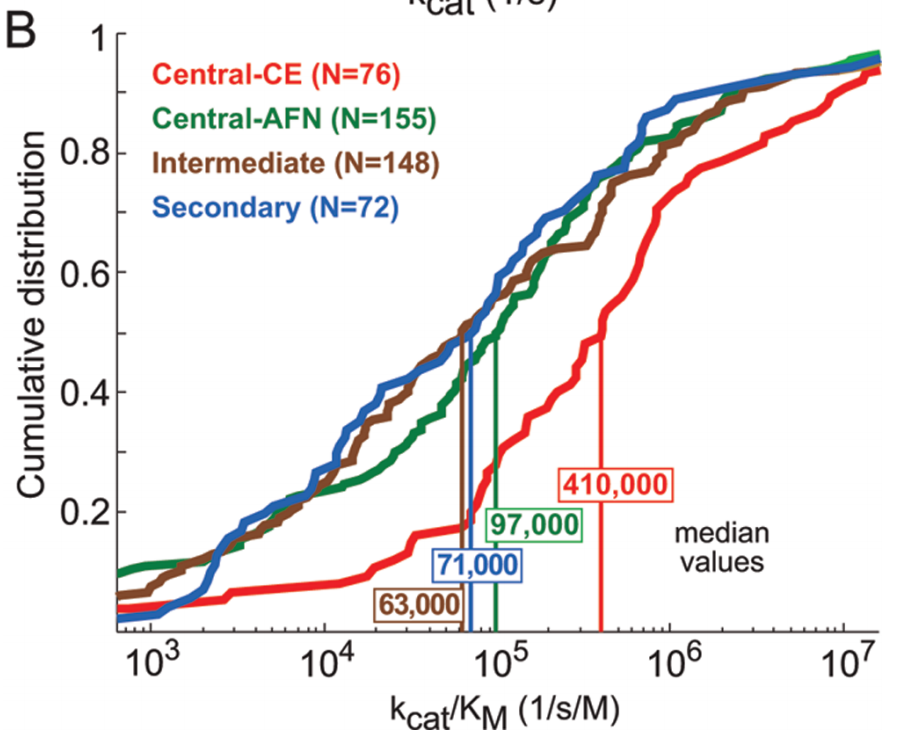 kcat (1/s)
B
1
Central-CE (N=76)
Central-AFN (N=155)
Intermediate (N=148)
Secondary (N=72)
0.8
0.6
0.4
0.2
Cumulative distribution
410,000
97,000
71,000
63,000
median
values
10³ 10⁴ 10⁵ 10⁶ 10⁷
kcat/KM (1/s/M)